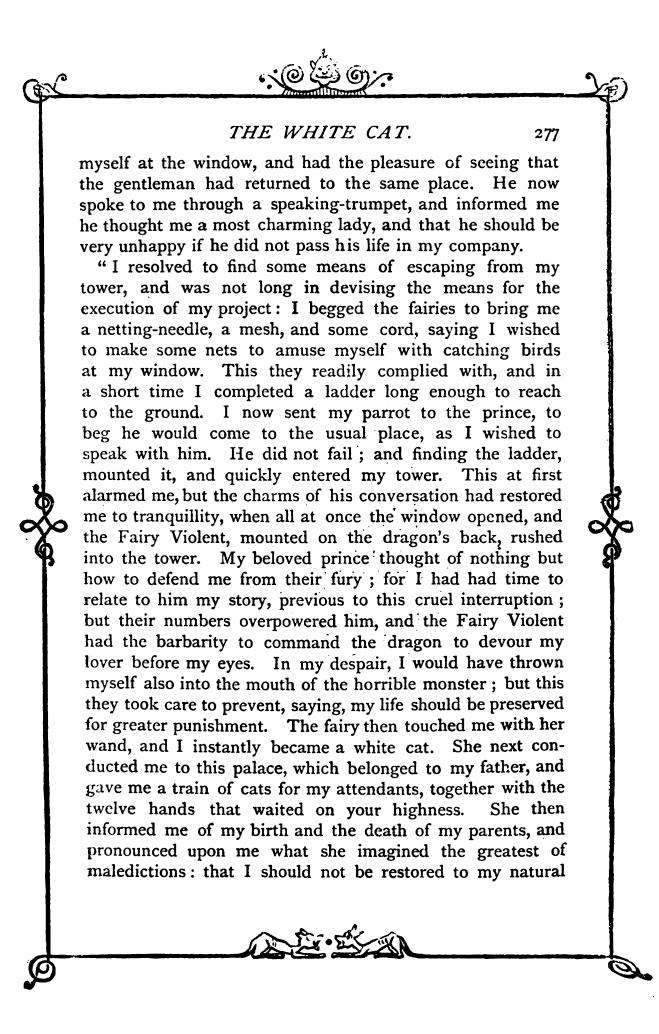 THE WHITE CAT. 277
myself at the window, and had the pleasure of seeing that
the gentleman had returned to the same place. He now
spoke to me through a speaking-trumpet, and informed me
he thought me a most charming lady, and that he should be
very unhappy if he did not pass his life in my company.
“ I resolved to find some means of escaping from my
tower, and was not long in devising the means for the
execution of my project : I begged the fairies to bring me
a netting-needle, a mesh, and some cord, saying I wished
to make some nets to amuse myself with catching birds
at my window. This they readily complied with, and in
a short time I completed a ladder long enough to reach
to the ground. I now sent my parrot to the prince, to
beg he would come to the usual place, as I wished to
speak with him. He did not fail ; and finding the ladder,
mounted it, and quickly entered my tower. This at first
alarmed me, but the charms of his conversation had restored
me to tranquillity, when all at once the window opened, and
the Fairy Violent, mounted on the dragon's back, rushed
into the tower. My beloved prince thought of nothing but
how to defend me from their fury ; for I had had time to
relate to him my story, previous to this cruel interruption ;
but their numbers overpowered him, and the Fairy Violent
had the barbarity to command the dragon to devour my
lover before my eyes. In my despair, I would have thrown
myself also into the mouth of the horrible monster ; but this
they took care to prevent, saying, my life should be preserved
for greater punishment. The fairy then touched me with her
wand, and I instantly became a white cat. She next con-
ducted me to this palace, which belonged to my father, and
gave me a train of cats for my attendants, together with the
twelve hands that waited on your highness. She then
informed me of my birth and the death of my parents, and
pronounced upon me what she imagined the greatest of
maledictions : that I should not be restored to my natural